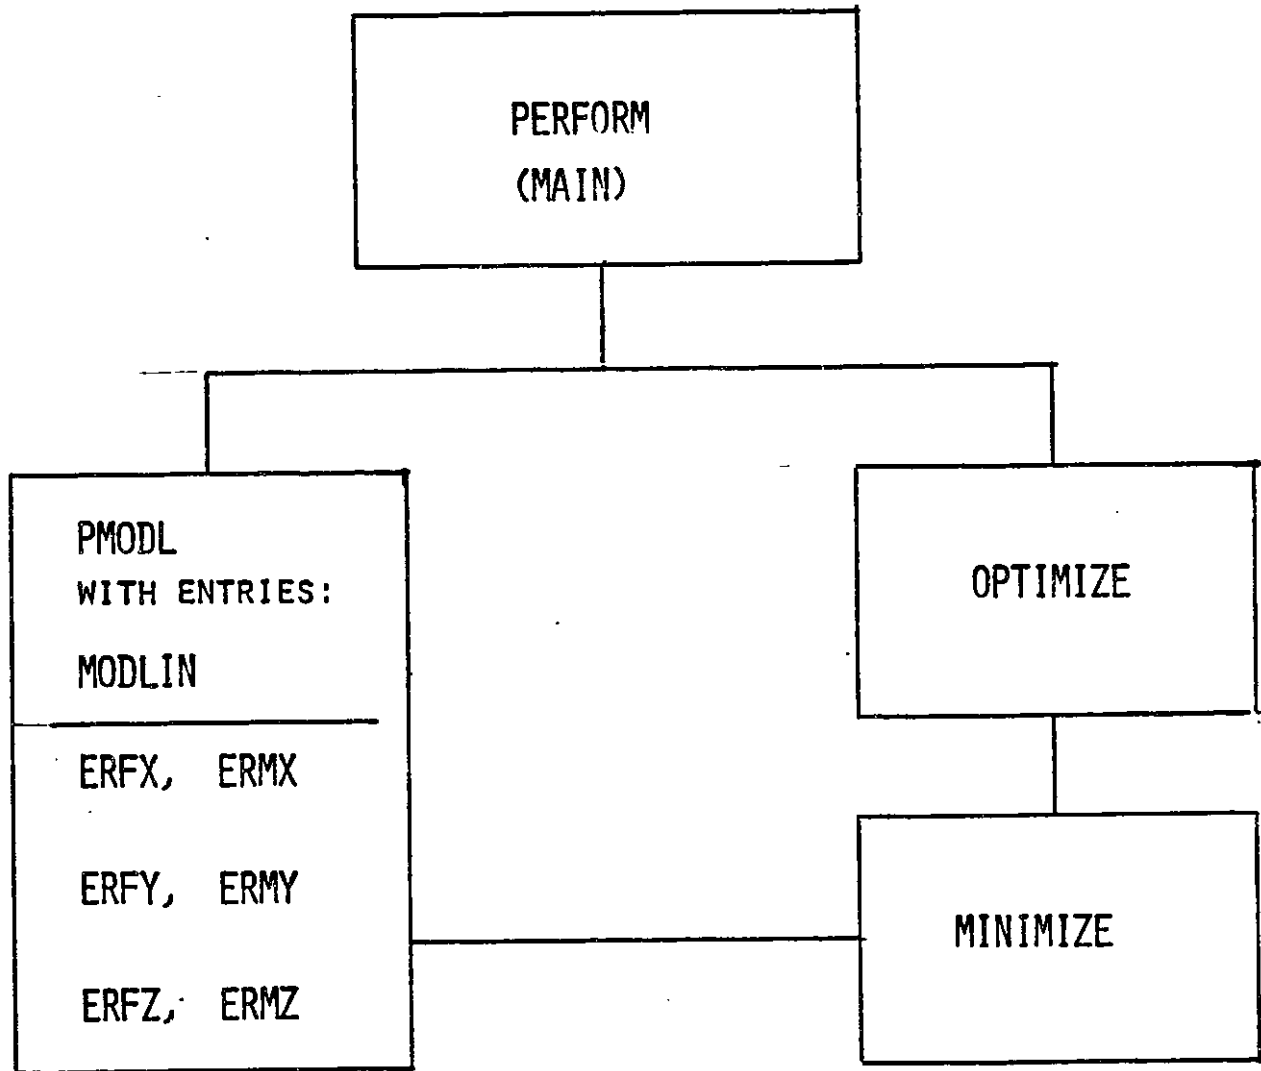 PERFORM
(MAIN)
PMODL
WITH ENTRIES:
MODLIN
ERFX, ERMX
ERFY, ERMY
ERFZ, ERMZ
OPTIMIZE
MINIMIZE